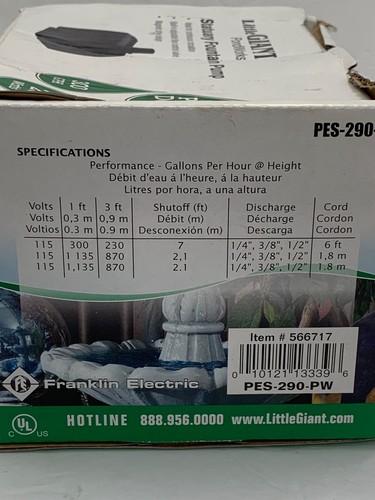 Little GIANT
PondWorks
Statuary Fountain Pump
300
PES-290-
SPECIFICATIONS
Performance - Gallons Per Hour @ Height
Débit d'eau á l'heure, á la hauteur
Litres por hora, a una altura
Volts 1 ft 3 ft Shutoff (ft) Discharge Cord
Volts 0,3 m 0,9 m Débit (m) Décharge Cordon
Voltios 0.3 m 0.9 m Desconexión (m) Descarga Cordon
115 300 230 7 1/4", 3/8", 1/2" 6 ft
115 1 135 870 2,1 1/4", 3/8", 1/2" 1,8 m
115 1,135 870 2.1 1/4", 3/8", 1/2" 1.8 m
Item # 566717
0 10121 13339 6
PES-290-PW
Franklin Electric
C UL US
HOTLINE 888.956.0000 www.LittleGiant.com